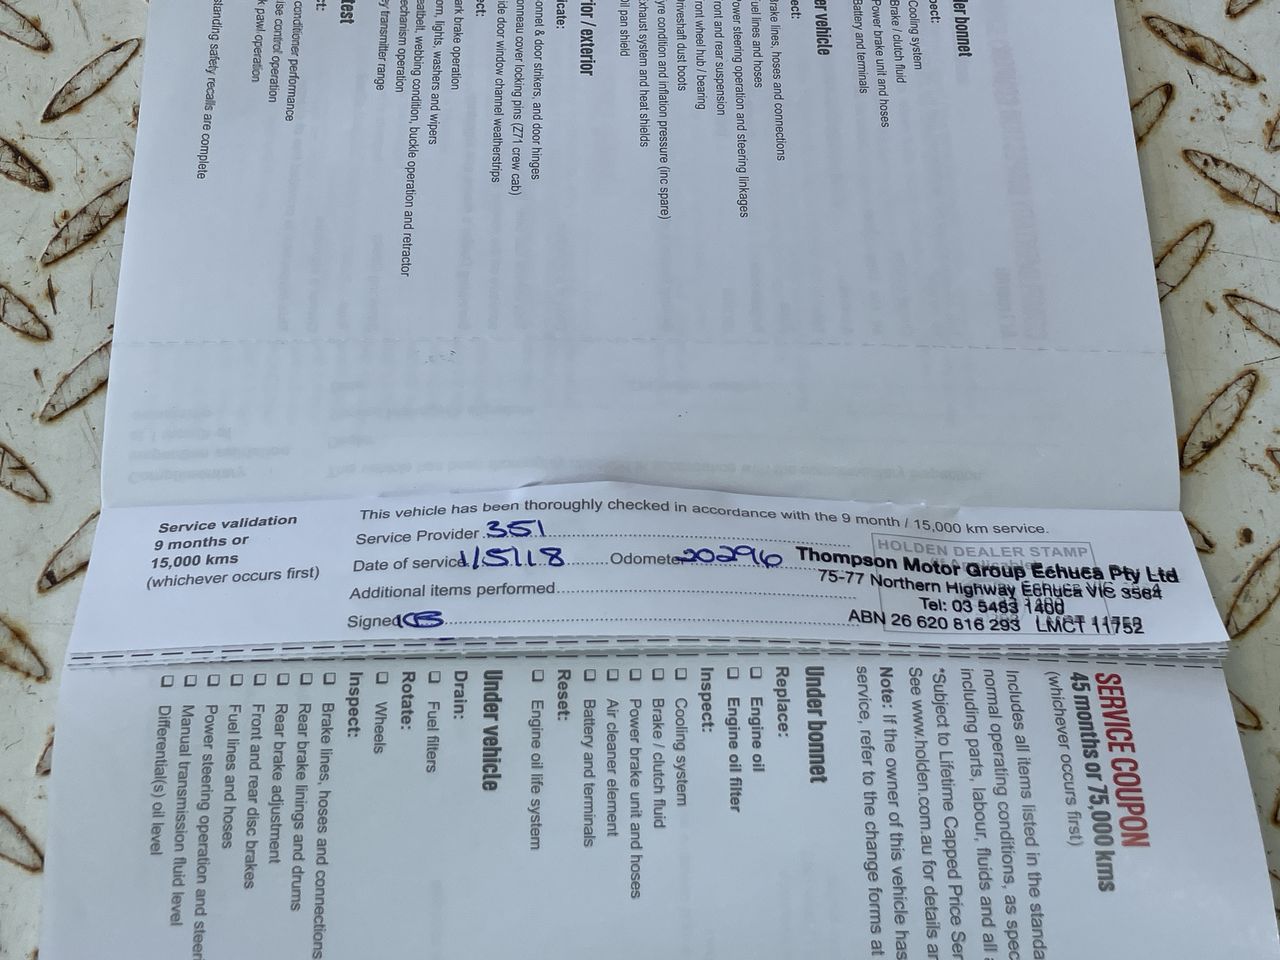 der bonnet
Cooling system
Brake / clutch fluid
Power brake unit and hoses
Battery and terminals
er vehicle
rake lines, hoses and connections
uel lines and hoses
ower steering operation and steering linkages
ront and rear suspension
ront wheel hub / bearing
riveshaft dust boots
yre condition and inflation pressure (inc spare)
xhaust system and heat shields
il pan shield
rior / exterior
icate:
onnet & door strikers, and door hinges
onneau cover locking pins (Z71 crew cab)
ide door window channel weatherstrips
ark brake operation
orn, lights, washers and wipers
eatbelt, webbing condition, buckle operation and retractor
echanism operation
ey transmitter range
test
conditioner performance
ise control operation
k pawl operation
standing safety recalls are complete
Service validation
9 months or
15,000 kms
(whichever occurs first)
This vehicle has been thoroughly checked in accordance with the 9 month / 15,000 km service.
Service Provider 351
Date of service 1/5/18 Odometer 20296
Additional items performed
Signed
HOLDEN DEALER STAMP
Thompson Motor Group Echuca Pty Ltd
75-77 Northern Highway Echuca VIC 3564
Tel: 03 5483 1400
ABN 26 620 816 293 LMCT 11752
SERVICE COUPON
45 months or 75,000 kms
(whichever occurs first)
Includes all items listed in the standa
normal operating conditions, as spec
including parts, labour, fluids and all
*Subject to Lifetime Capped Price Ser
See www.holden.com.au for details ar
Note: If the owner of this vehicle has
service, refer to the change forms at
Under bonnet
Replace:
Engine oil
Engine oil filter
Inspect:
Cooling system
Brake / clutch fluid
Power brake unit and hoses
Air cleaner element
Battery and terminals
Reset:
Engine oil life system
Under vehicle
Drain:
Fuel filters
Rotate:
Wheels
Inspect:
Brake lines, hoses and connections
Rear brake linings and drums
Rear brake adjustment
Front and rear disc brakes
Fuel lines and hoses
Power steering operation and steeri
Manual transmission fluid level
Differential(s) oil level